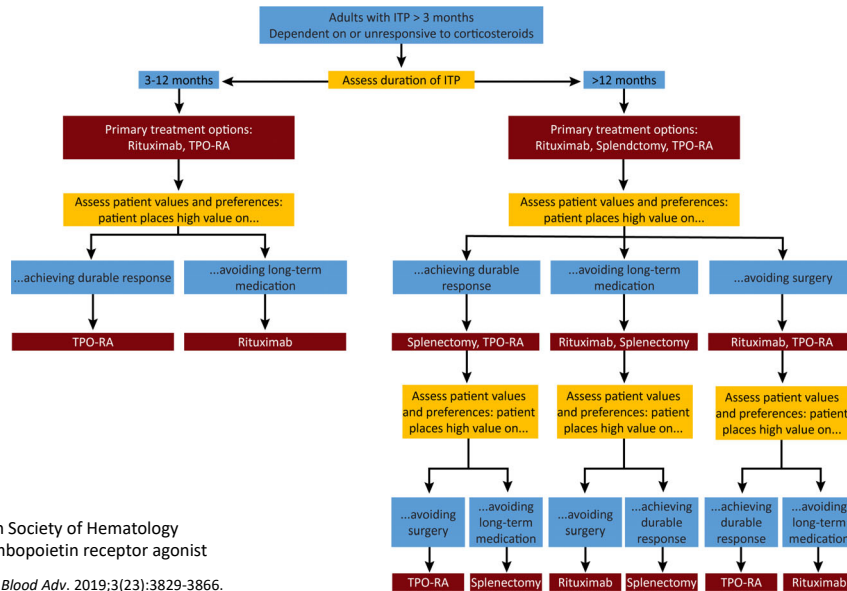 Adults with ITP > 3 months
Dependent on or unresponsive to corticosteroids
3-12 months
Assess duration of ITP
>12 months
Primary treatment options:
Rituximab, TPO-RA
Primary treatment options:
Rituximab, Splendctomy, TPO-RA
Assess patient values and preferences:
patient places high value on...
Assess patient values and preferences:
patient places high value on...
...achieving durable response
...avoiding long-term
medication
...achieving durable
response
...avoiding long-term
medication
...avoiding surgery
TPO-RA
Rituximab
Splenectomy, TPO-RA
Rituximab, Splenectomy
Rituximab, TPO-RA
Assess patient values
and preferences: patient
places high value on...
Assess patient values
and preferences: patient
places high value on...
Assess patient values
and preferences: patient
places high value on...
...avoiding
surgery
...avoiding
long-term
medication
...avoiding
surgery
...achieving
durable
response
...achieving
durable
response
...avoiding
long-term
medication
TPO-RA
Splenectomy
Rituximab
Splenectomy
TPO-RA
Rituximab
Society of Hematology
receptor agonist
Blood Adv. 2019;3(23):3829-3866.